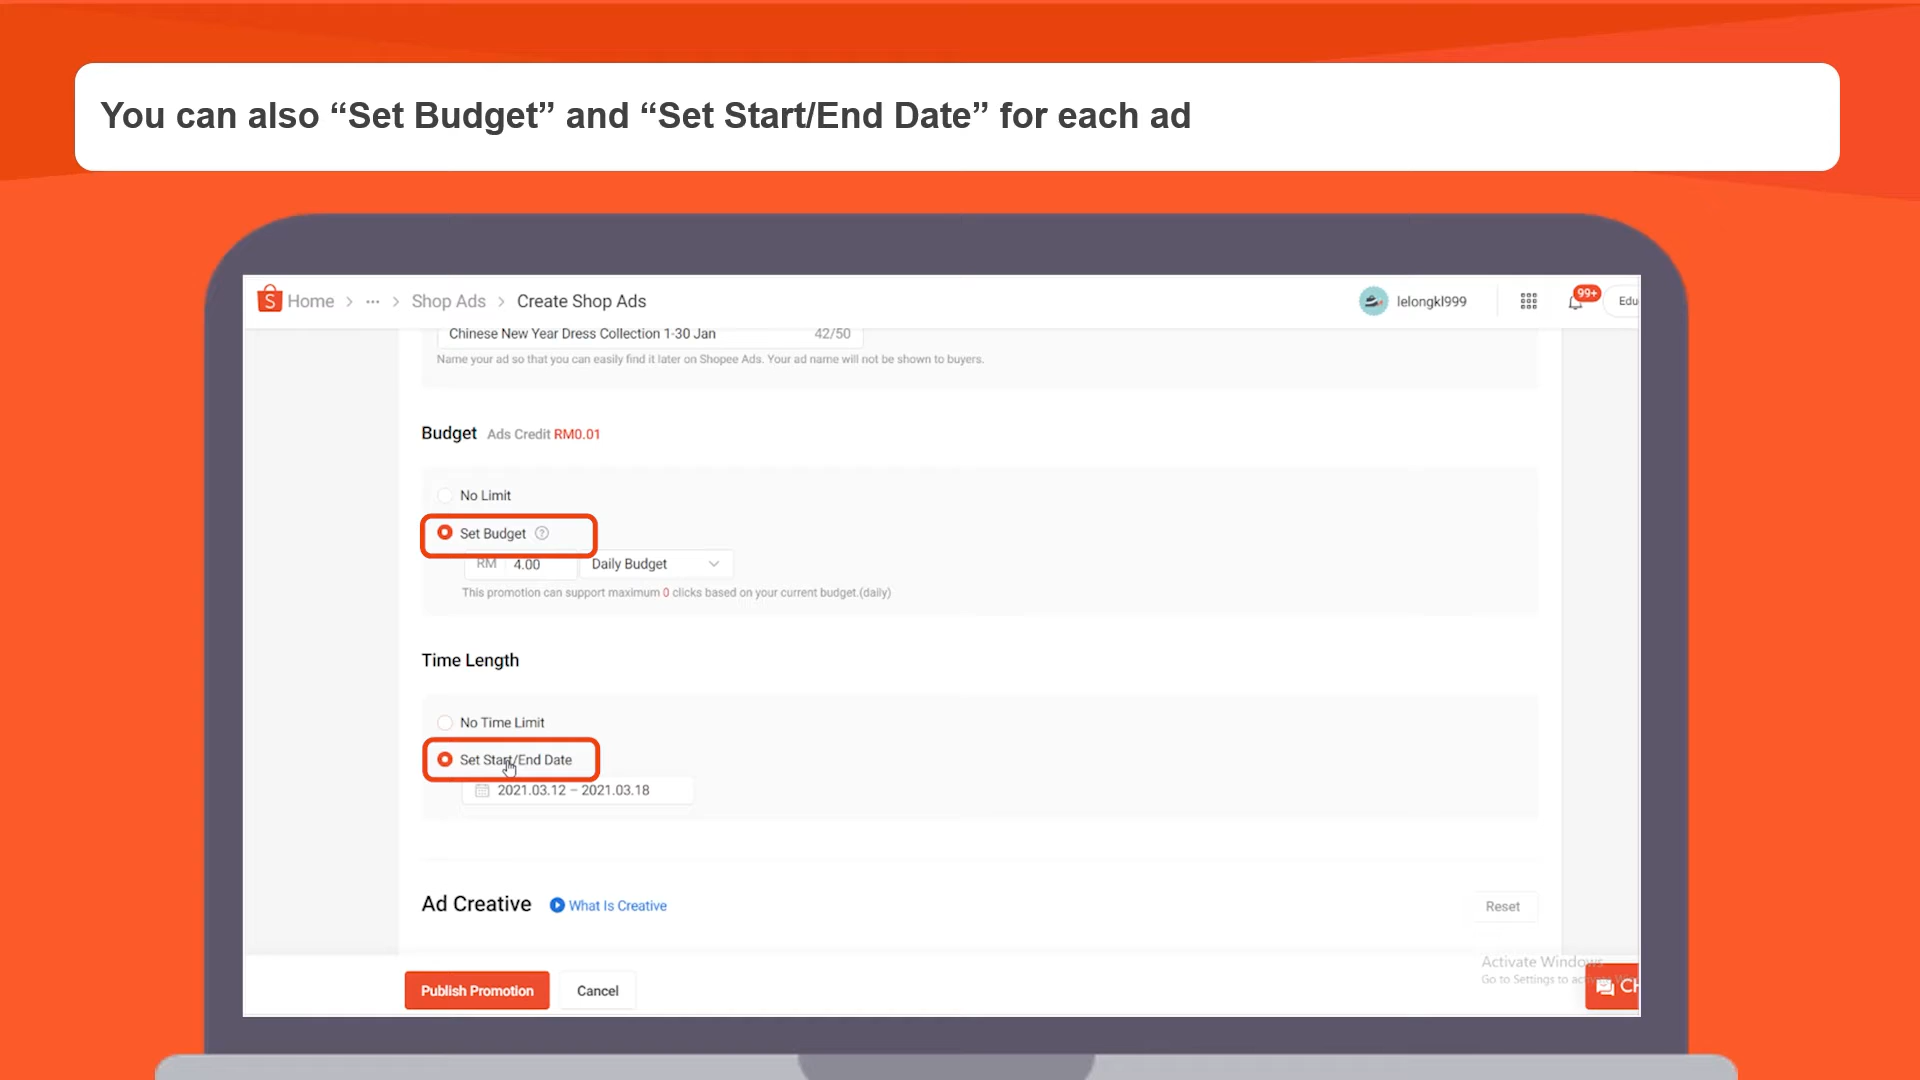 You can also “Set Budget” and “Set Start/End Date” for each ad
S Home > ... > Shop Ads > Create Shop Ads
lelongkl999
99+
Edu
Chinese New Year Dress Collection 1-30 Jan 42/50
Name your ad so that you can easily find it later on Shopee Ads. Your ad name will not be shown to buyers.
Budget Ads Credit RM0.01
No Limit
Set Budget ?
RM 4.00 Daily Budget
This promotion can support maximum 0 clicks based on your current budget.(daily)
Time Length
No Time Limit
Set Start/End Date
2021.03.12 – 2021.03.18
Ad Creative What Is Creative
Reset
Activate Windows
Go to Settings to
Publish Promotion Cancel